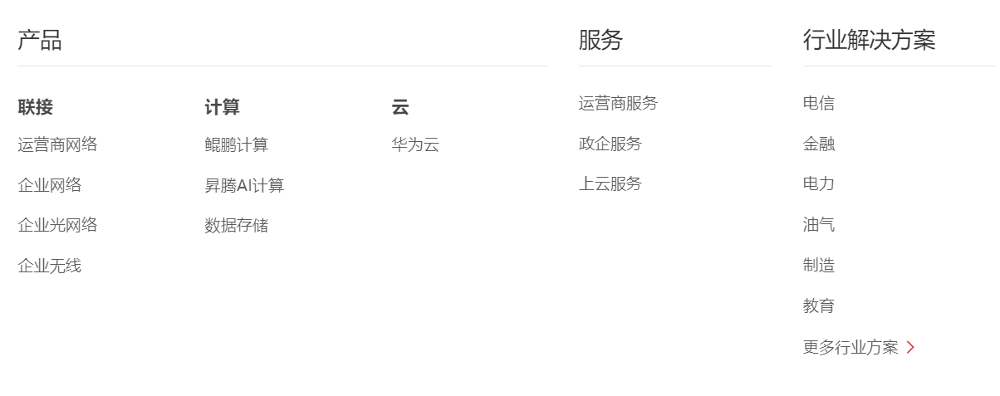 产品
联接
运营商网络
企业网络
企业光网络
企业无线
计算
鲲鹏计算
昇腾AI计算
数据存储
云
华为云
服务
运营商服务
政企服务
上云服务
行业解决方案
电信
金融
电力
油气
制造
教育
更多行业方案